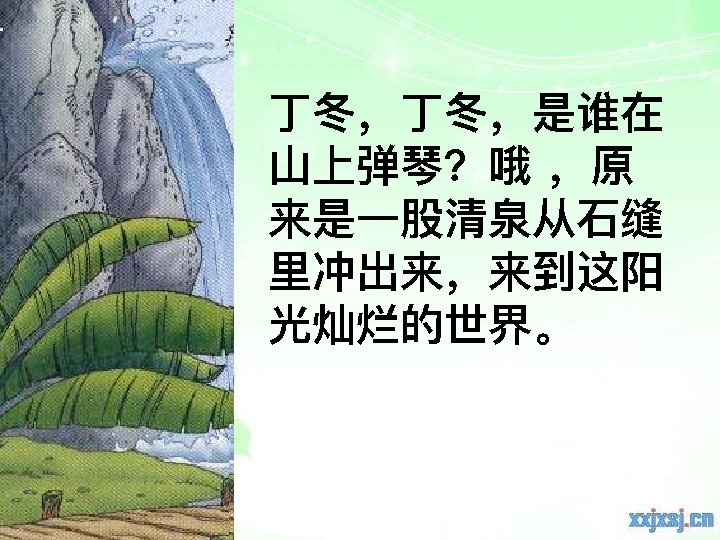 丁冬，丁冬，是谁在
山上弹琴？哦 ，原
来是一股清泉从石缝
里冲出来，来到这阳
光灿烂的世界。
xxjxsj.cn